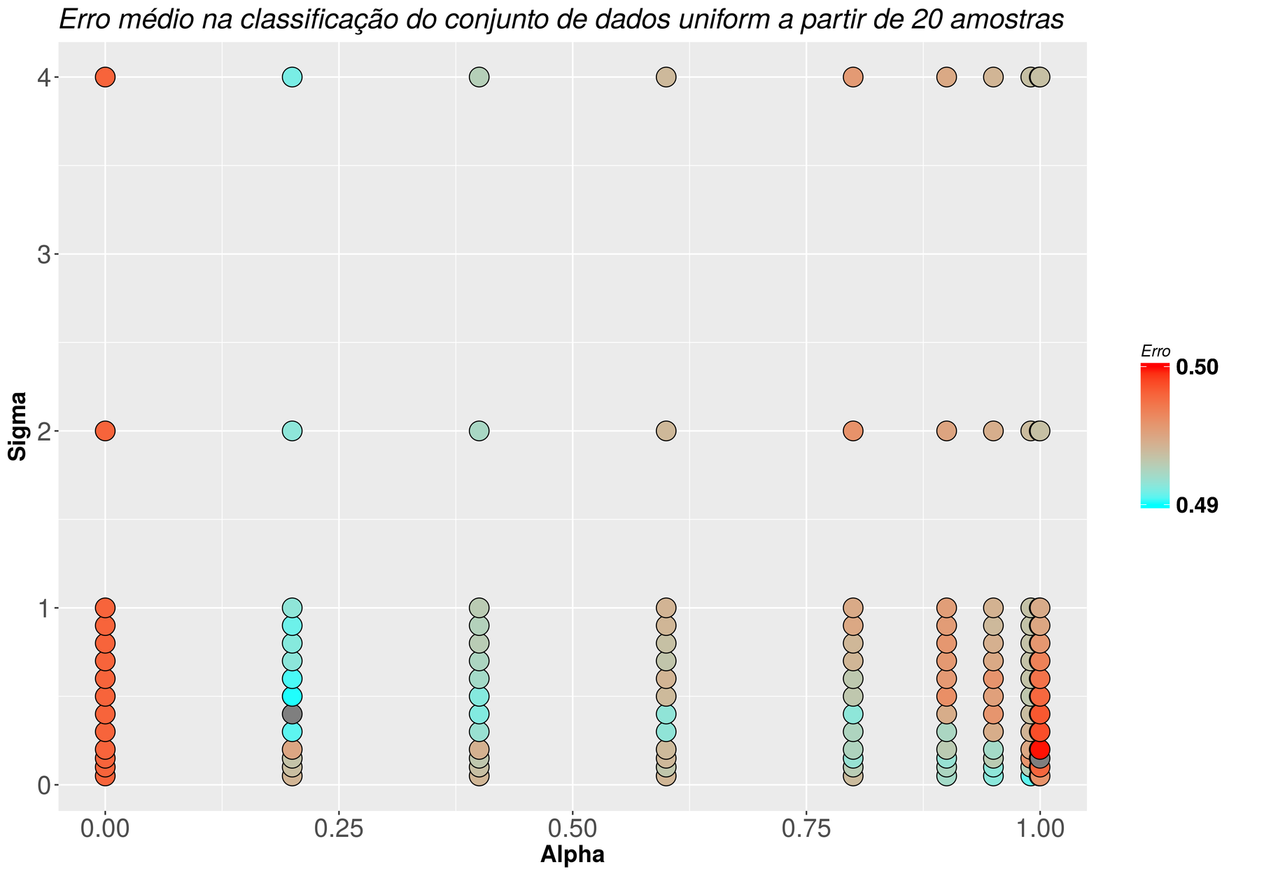 Erro médio na classificação do conjunto de dados uniform a partir de 20 amostras
4
3
2
1
0
Sigma
0.00 0.25 0.50 0.75 1.00
Alpha
Erro
0.50
0.49